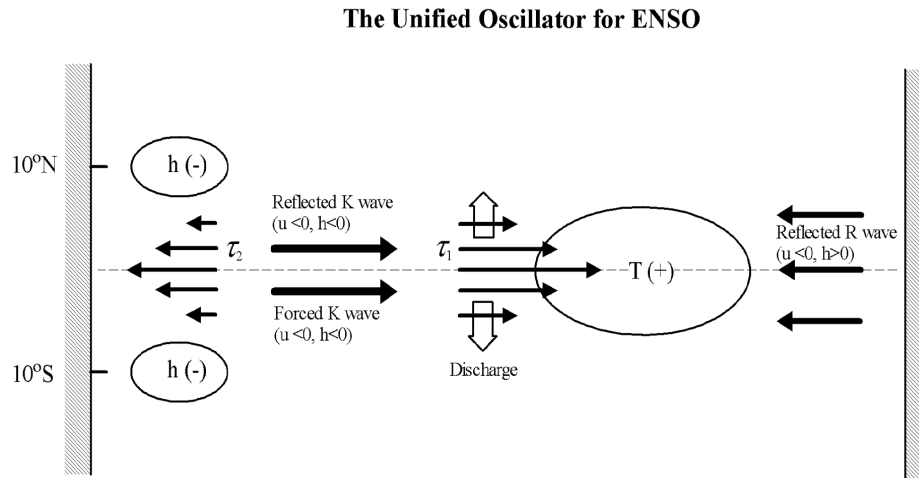 The Unified Oscillator for ENSO
10°N
h (-)
Reflected K wave
(u <0, h<0)
τ2
τ1
Reflected R wave
(u <0, h>0)
T (+)
Forced K wave
(u <0, h<0)
10°S
h (-)
Discharge